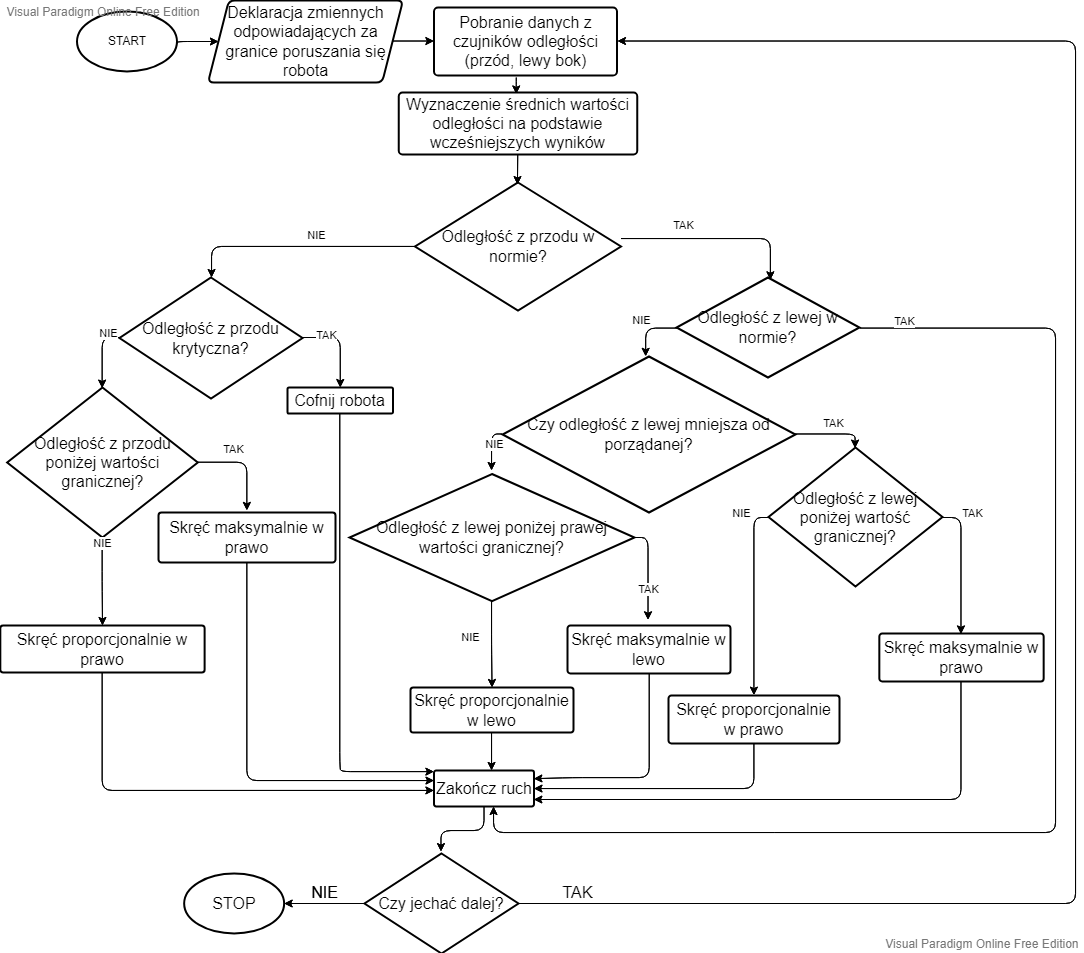 Visual Paradigm Online Free Edition
START
Deklaracja zmiennych
odpowiadających za
granice poruszania się
robota
Pobranie danych z
czujników odległości
(przód, lewy bok)
Wyznaczenie średnich wartości
odległości na podstawie
wcześniejszych wyników
Odległość z przodu w
normie?
NIE
TAK
Odległość z przodu
krytyczna?
NIE
TAK
Odległość z lewej w
normie?
NIE
TAK
Cofnij robota
Odległość z przodu
poniżej wartości
granicznej?
TAK
NIE
Czy odległość z lewej mniejsza od
porządanej?
NIE
TAK
Skręć maksymalnie w
prawo
Odległość z lewej poniżej prawej
wartości granicznej?
TAK
NIE
Odległość z lewej
poniżej wartość
granicznej?
NIE
TAK
Skręć proporcjonalnie w
prawo
Skręć maksymalnie w
lewo
Skręć maksymalnie w
prawo
Skręć proporcjonalnie
w lewo
Skręć proporcjonalnie
w prawo
Zakończ ruch
Czy jechać dalej?
NIE
TAK
STOP
Visual Paradigm Online Free Edition